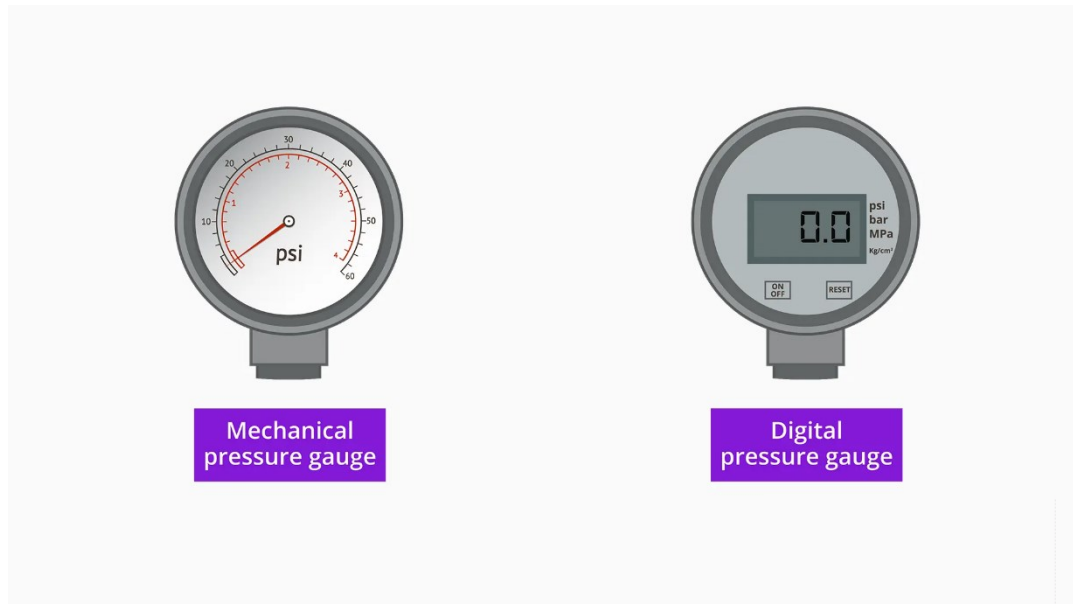 30
20
40
2
1
3
10
50
psi
4
60
Mechanical
pressure gauge
0.0
psi
bar
MPa
Kg/cm²
ON
OFF
RESET
Digital
pressure gauge